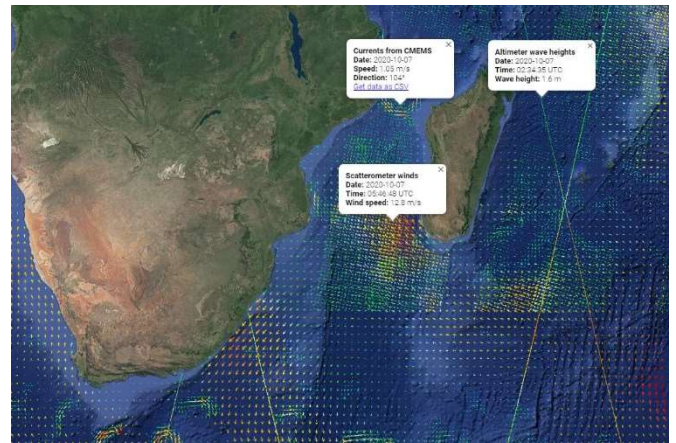 Currents from CMEMS
Date: 2020-10-07
Speed: 1.05 m/s
Direction: 104°
Get data as CSV
Altimeter wave heights
Date: 2020-10-07
Time: 02:34:35 UTC
Wave height: 1.6 m
Scatterometer winds
Date: 2020-10-07
Time: 05:46:48 UTC
Wind speed: 12.8 m/s